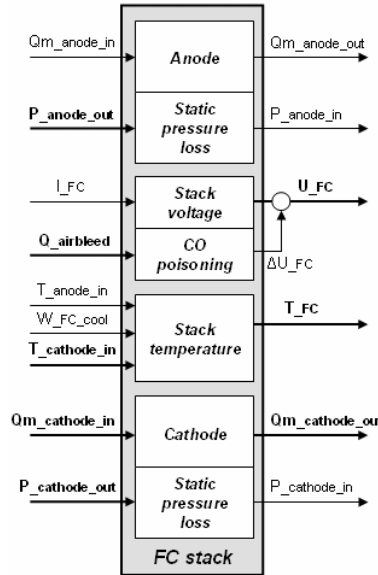 Qm_anode_in
Qm_anode_out
Anode
P_anode_out
Static
pressure
loss
P_anode_in
I_FC
Stack
voltage
U_FC
Q_airbleed
CO
poisoning
ΔU_FC
T_anode_in
W_FC_cool
T_cathode_in
Stack
temperature
T_FC
Qm_cathode_in
Cathode
Qm_cathode_ou
P_cathode_out
Static
pressure
loss
P_cathode_in
FC stack